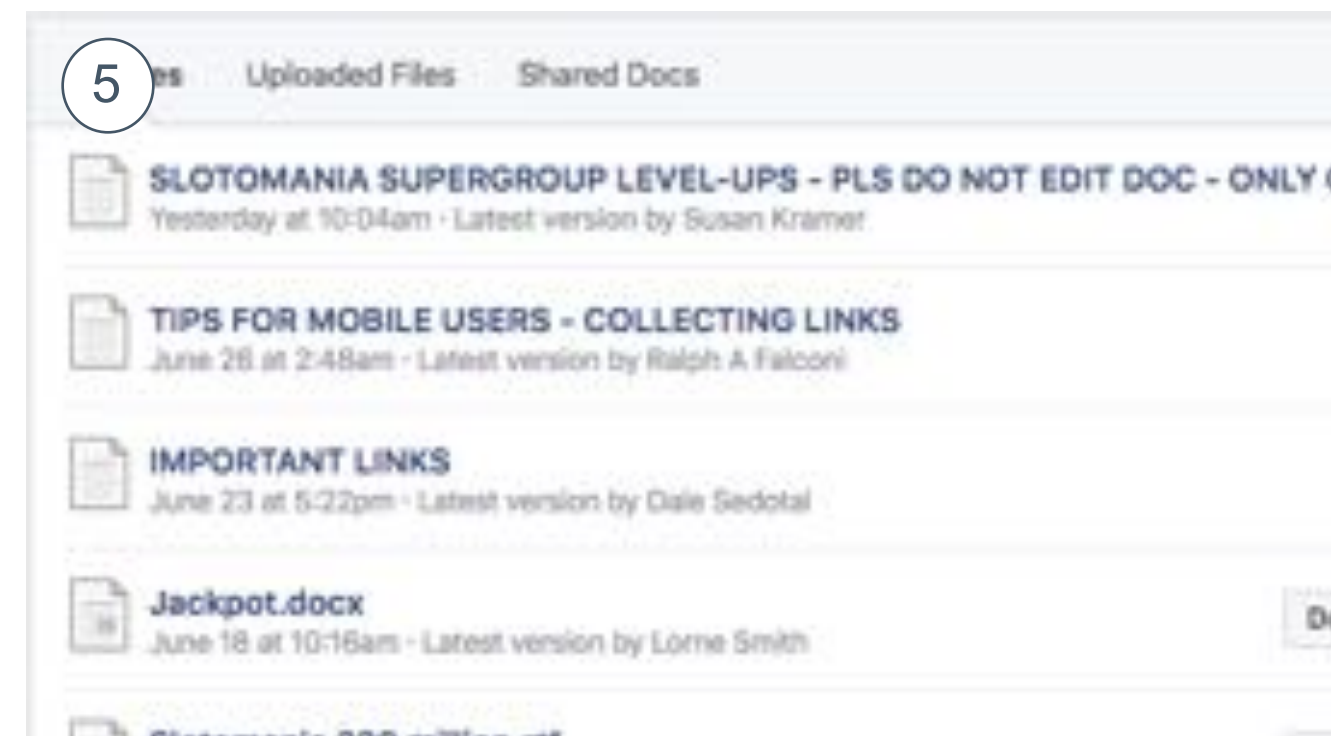 5 es Uploaded Files Shared Docs
SLOTOMANIA SUPERGROUP LEVEL-UPS - PLS DO NOT EDIT DOC - ONLY
Yesterday at 10:04am · Latest version by Susan Kramer
TIPS FOR MOBILE USERS - COLLECTING LINKS
June 26 at 2:48am · Latest version by Ralph A Falconi
IMPORTANT LINKS
June 23 at 5:22pm · Latest version by Dale Sedotal
Jackpot.docx
June 18 at 10:16am · Latest version by Lorne Smith